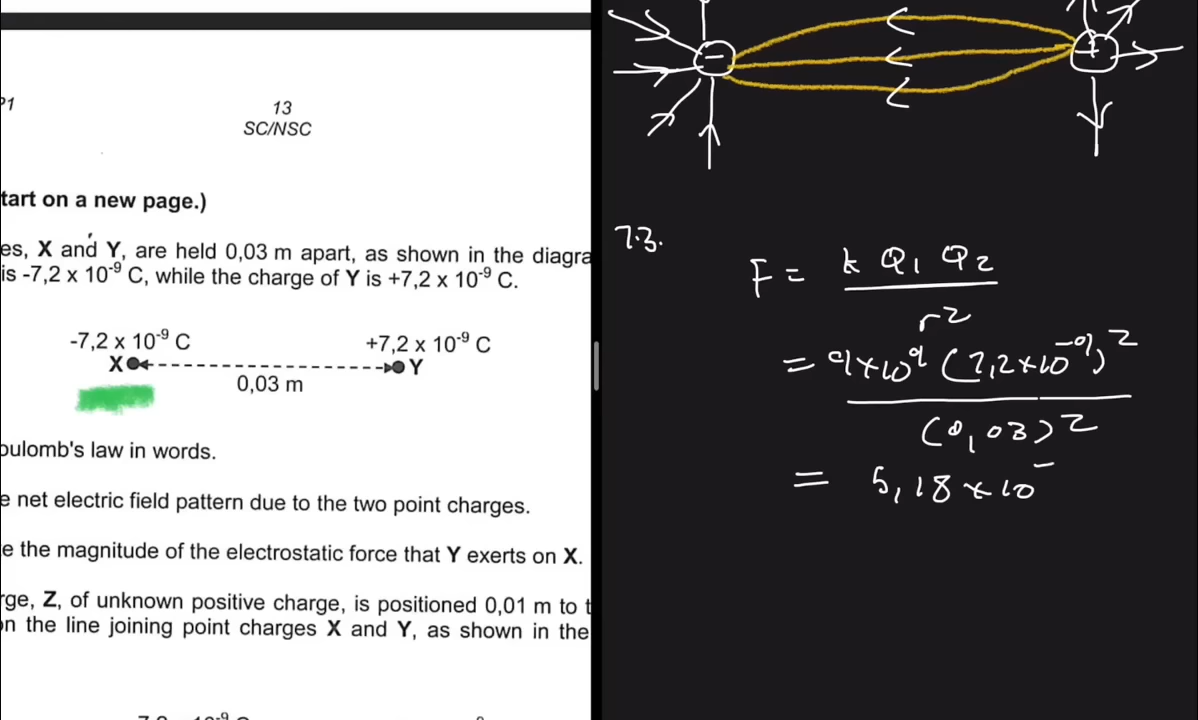 P1
13
SC/NSC
tart on a new page.)
es, X and Y, are held 0,03 m apart, as shown in the diagra
is -7,2 x 10⁻⁹ C, while the charge of Y is +7,2 x 10⁻⁹ C.
-7,2 x 10⁻⁹ C
+7,2 x 10⁻⁹ C
X
Y
0,03 m
oulomb's law in words.
e net electric field pattern due to the two point charges.
e the magnitude of the electrostatic force that Y exerts on X.
rge, Z, of unknown positive charge, is positioned 0,01 m to t
n the line joining point charges X and Y, as shown in the
−
+
7.3.
F = k Q1 Q2
r²
= 9×10⁹ (7,2×10⁻⁹)²
(0,03)²
= 5,18 × 10⁻